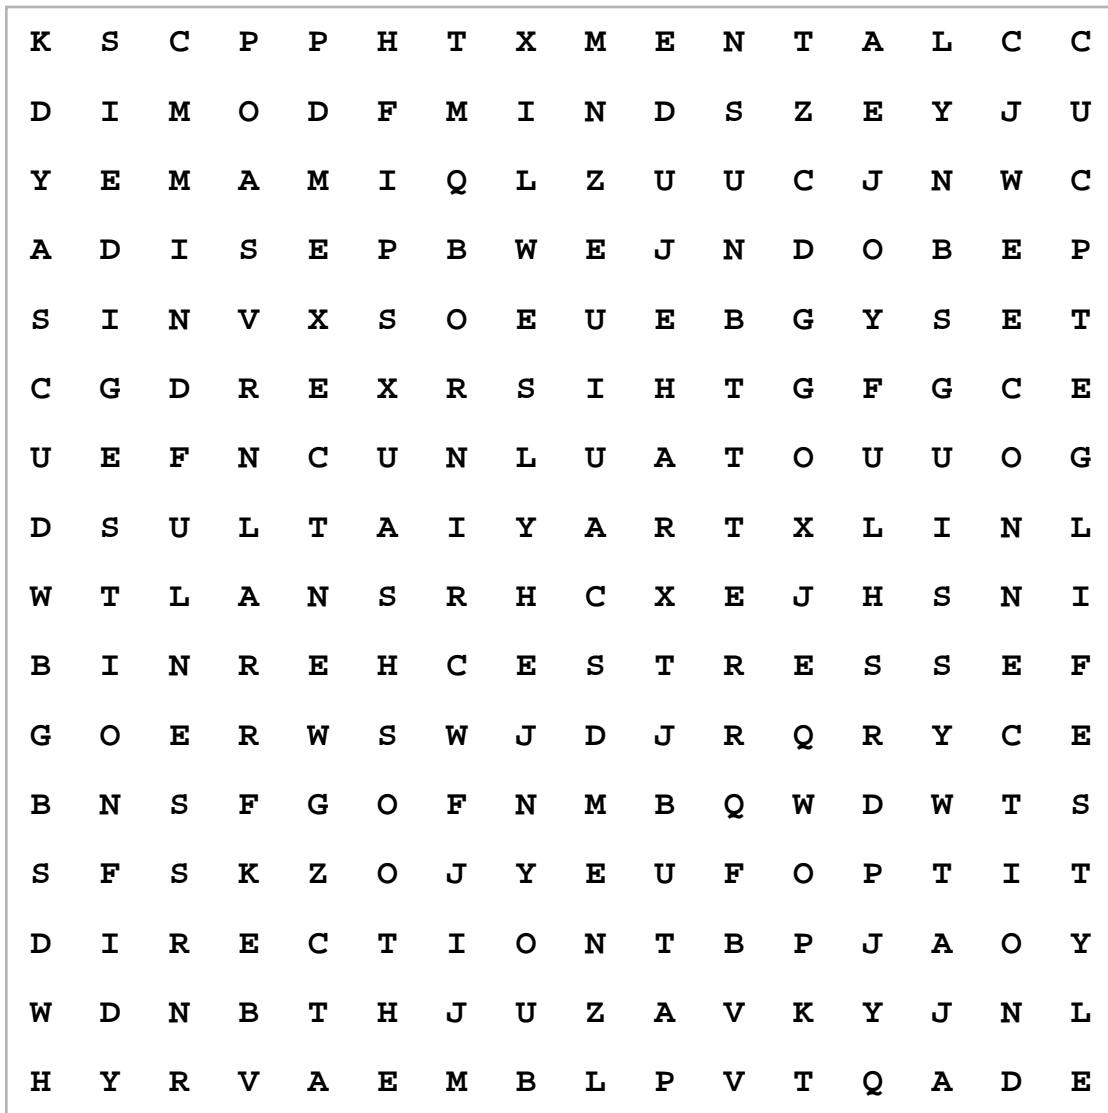 K S C P P H T X M E N T A L C C
D I M O D F M I N D S Z E Y J U
Y E M A M I Q L Z U U C J N W C
A D I S E P B W E J N D O B E P
S I N V X S O E U E B G Y S E T
C G D R E X R S I H T G F G C E
U E F N C U N L U A T O U U O G
D S U L T A I Y A R T X L I N L
W T L A N S R H C X E J H S N I
B I N R E H C E S T R E S S E F
G O E R W S W J D J R Q R Y C E
B N S F G O F N M B Q W D W T S
S F S K Z O J Y E U F O P T I T
D I R E C T I O N T B P J A O Y
W D N B T H J U Z A V K Y J N L
H Y R V A E M B L P V T Q A D E